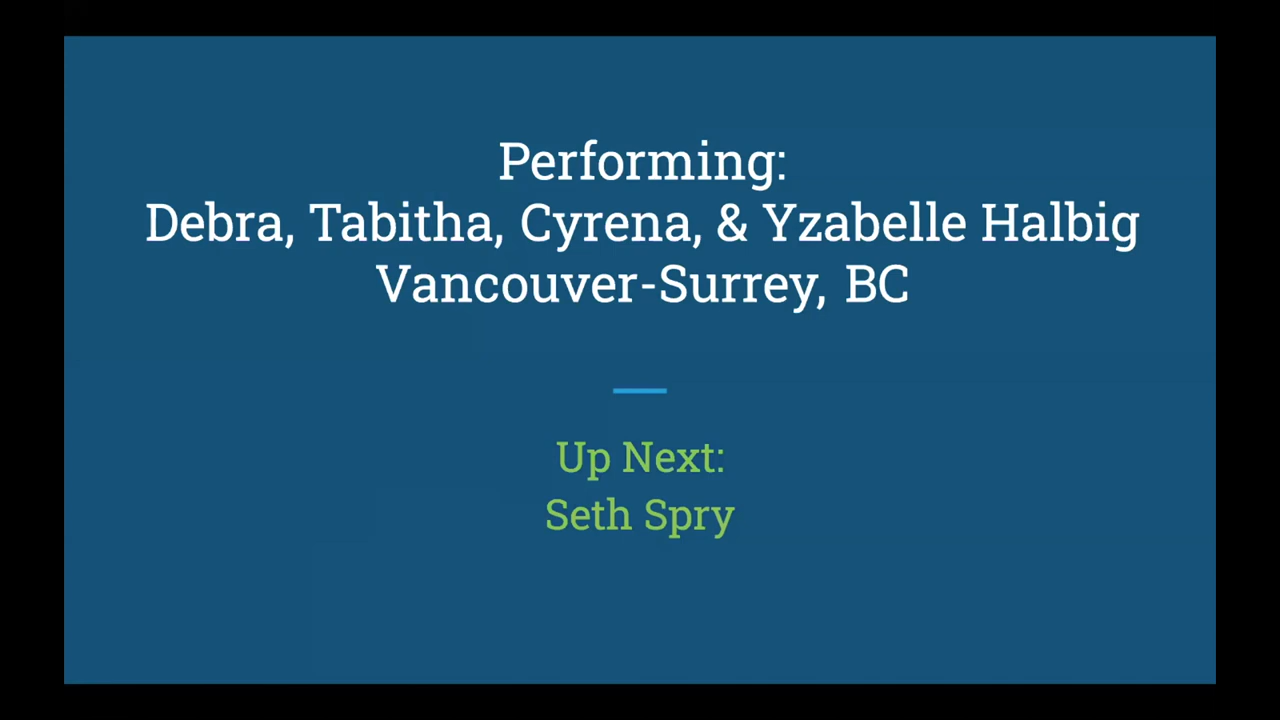 Performing:
Debra, Tabitha, Cyrena, & Yzabelle Halbig
Vancouver-Surrey, BC
Up Next:
Seth Spry